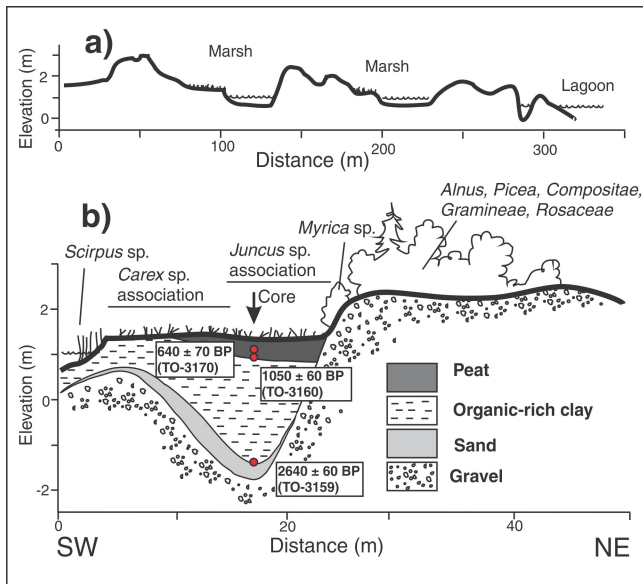 a)
Elevation (m)
2
0
Marsh
Marsh
Lagoon
0
100
200
300
Distance (m)
b)
Scirpus sp.
Carex sp.
association
Juncus sp.
association
Core
Myrica sp.
Alnus, Picea, Compositae,
Gramineae, Rosaceae
Elevation (m)
2
0
-2
640 ± 70 BP
(TO-3170)
1050 ± 60 BP
(TO-3160)
2640 ± 60 BP
(TO-3159)
Peat
Organic-rich clay
Sand
Gravel
0
20
40
SW
Distance (m)
NE